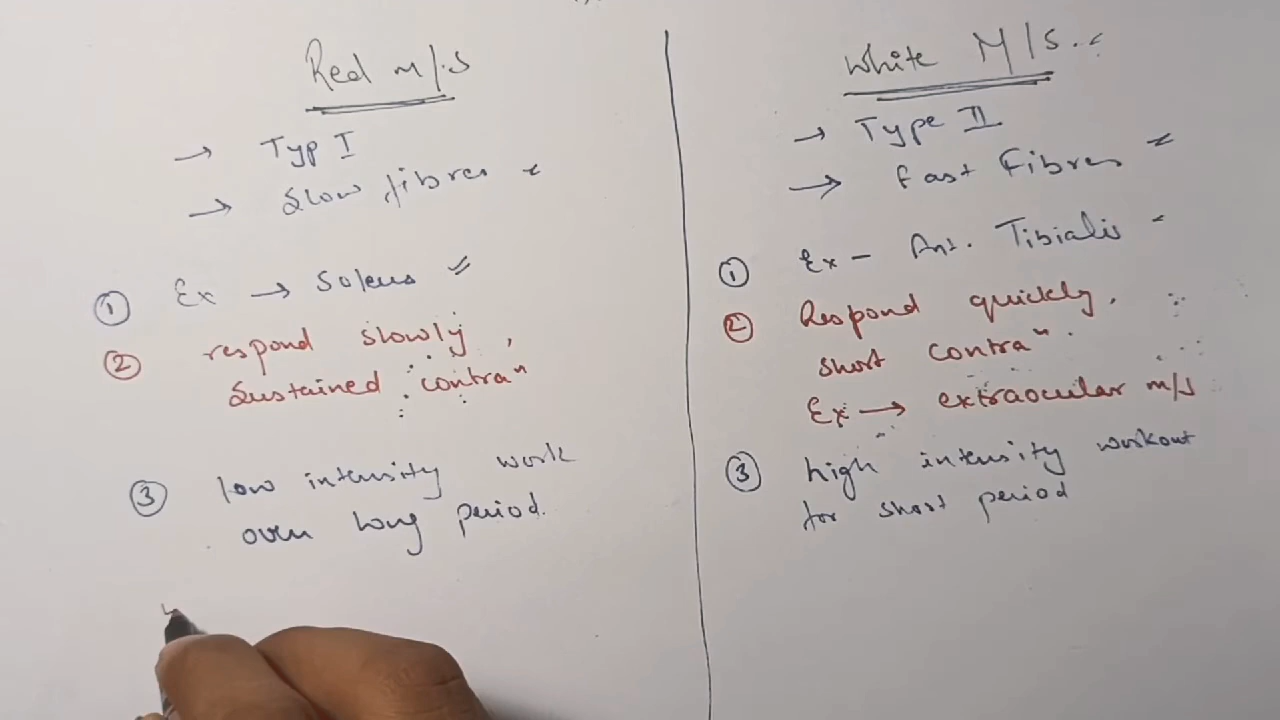 Red m/s
→ Typ I
→ Slow fibres
① Ex → Soleus
② respond slowly,
sustained contraⁿ
③ low intensity work
over long period.
White M/S.
→ Type II
→ fast Fibres
① Ex – Ant. Tibialis
② Respond quickly,
short contraⁿ.
Ex → extraocular m/s
③ high intensity workout
for short period